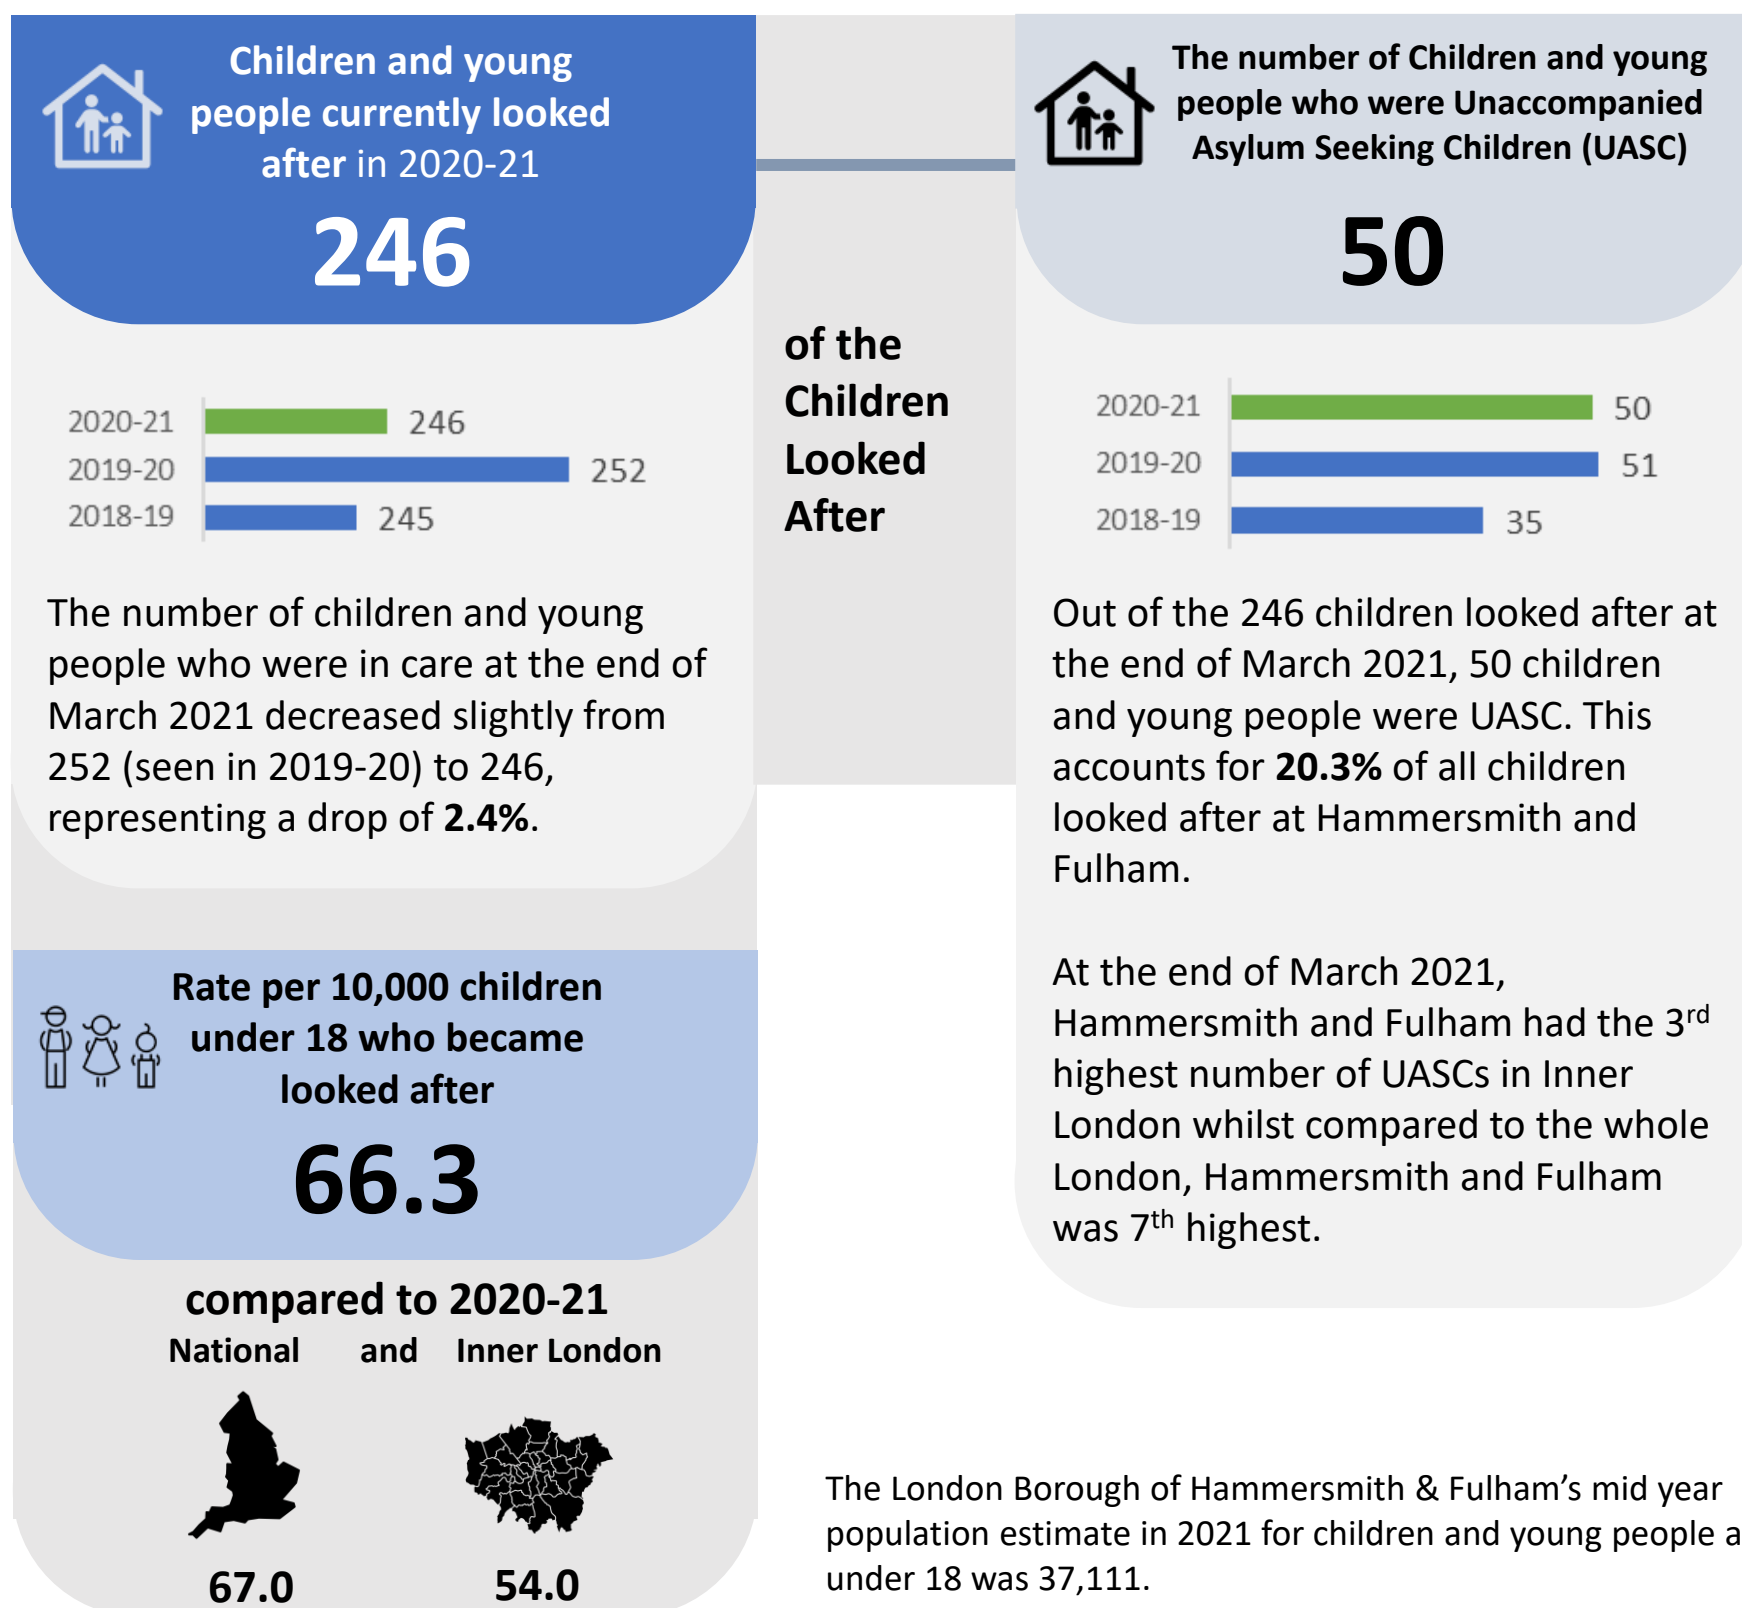 Children and young
people currently looked
after in 2020-21
246
2020-21 246
2019-20 252
2018-19 245
The number of children and young
people who were in care at the end of
March 2021 decreased slightly from
252 (seen in 2019-20) to 246,
representing a drop of 2.4%.
of the
Children
Looked
After
The number of Children and young
people who were Unaccompanied
Asylum Seeking Children (UASC)
50
2020-21 50
2019-20 51
2018-19 35
Out of the 246 children looked after at
the end of March 2021, 50 children
and young people were UASC. This
accounts for 20.3% of all children
looked after at Hammersmith and
Fulham.
At the end of March 2021,
Hammersmith and Fulham had the 3rd
highest number of UASCs in Inner
London whilst compared to the whole
London, Hammersmith and Fulham
was 7th highest.
Rate per 10,000 children
under 18 who became
looked after
66.3
compared to 2020-21
National and Inner London
67.0 54.0
The London Borough of Hammersmith & Fulham’s mid year
population estimate in 2021 for children and young people a
under 18 was 37,111.